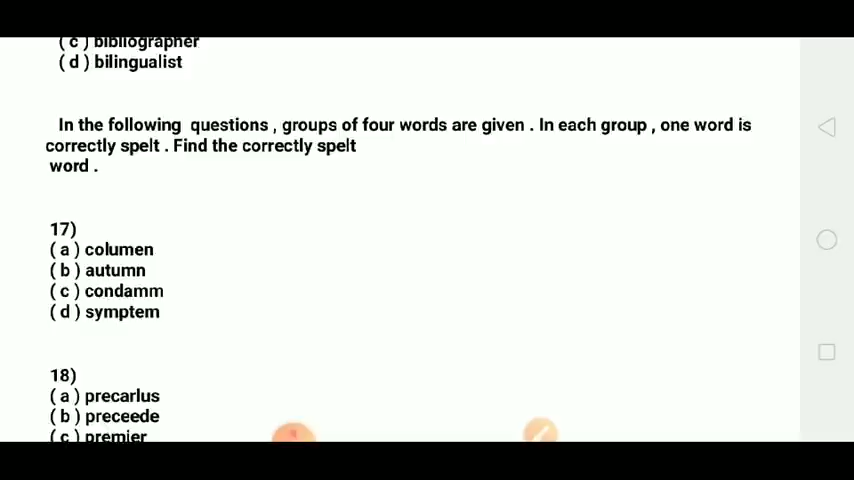 ( c ) bibliographer
( d ) bilingualist
In the following questions , groups of four words are given . In each group , one word is
correctly spelt . Find the correctly spelt
word .
17)
( a ) columen
( b ) autumn
( c ) condamm
( d ) symptem
18)
( a ) precarlus
( b ) preceede
( c ) premier